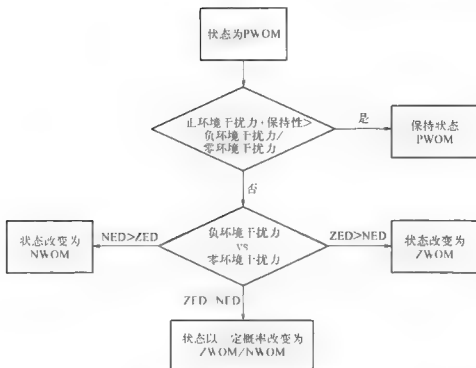 状态为PWOM
正环境干扰力+保持性>
负环境干扰力/
零环境干扰力
是
保持状态
PWOM
否
状态改变为
NWOM
NED>ZED
负环境干扰力
vs
零环境干扰力
ZED>NED
状态改变为
ZWOM
ZED NED
状态以一定概率改变为
ZWOM/NWOM